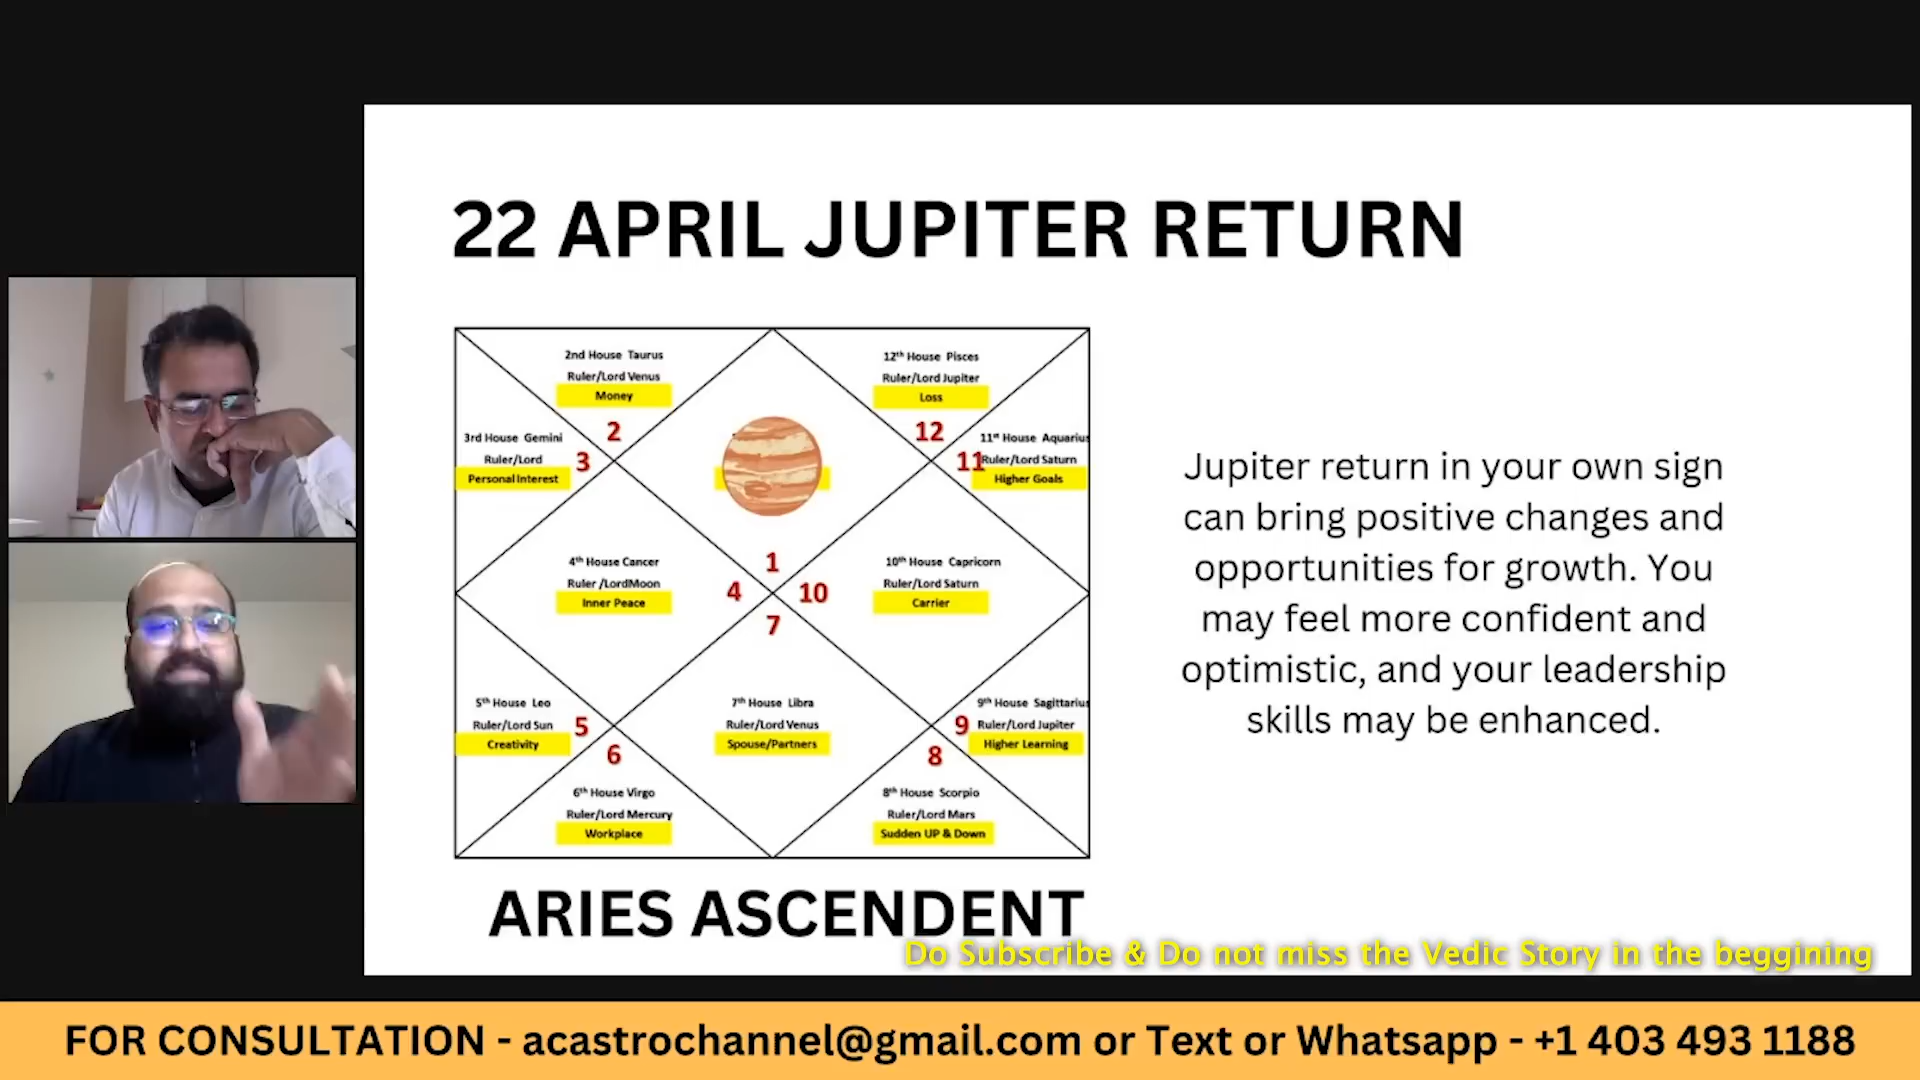 22 APRIL JUPITER RETURN
2nd House Taurus
Ruler/Lord Venus
Money
2
12th House Pisces
Ruler/Lord Jupiter
Loss
12
3rd House Gemini
Ruler/Lord
Personal Interest
3
11st House Aquarius
Ruler/Lord Saturn
Higher Goals
11
1
4th House Cancer
Ruler /LordMoon
Inner Peace
4
10th House Capricorn
Ruler/Lord Saturn
Carrier
10
7
7th House Libra
Ruler/Lord Venus
Spouse/Partners
5th House Leo
Ruler/Lord Sun
Creativity
5
9th House Sagittarius
Ruler/Lord Jupiter
Higher Learning
9
6
6th House Virgo
Ruler/Lord Mercury
Workplace
8
8th House Scorpio
Ruler/Lord Mars
Sudden UP & Down
ARIES ASCENDENT
Jupiter return in your own sign
can bring positive changes and
opportunities for growth. You
may feel more confident and
optimistic, and your leadership
skills may be enhanced.
Do Subscribe & Do not miss the Vedic Story in the beggining
FOR CONSULTATION - acastrochannel@gmail.com or Text or Whatsapp - +1 403 493 1188